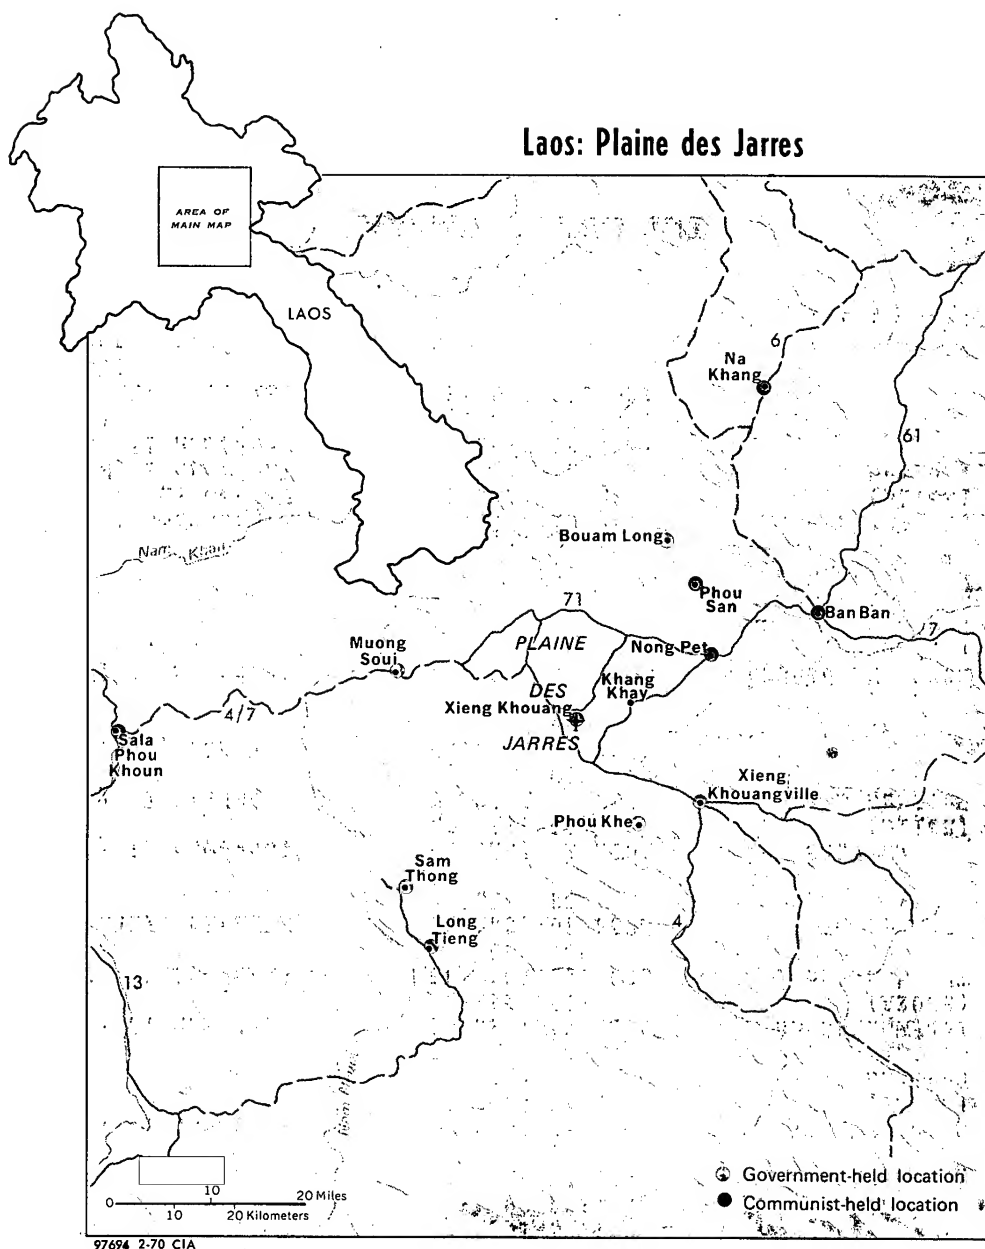 Laos: Plaine des Jarres
AREA OF
MAIN MAP
LAOS
6
Na
Khang
61
Bouam Long
Nam Khan
Phou
San
Ban Ban
71
PLAINE
7
Muong
Soui
Nong Pet
Khang
Khay
DES
Xieng Khouang
4/7
JARRES
Sala
Phou
Khoun
Xieng
Khouangville
Phou Khe
Sam
Thong
Long
Tieng
4
13
Government-held location
Communist-held location
10
0
20 Miles
10
20 Kilometers
97694 2-70 CIA